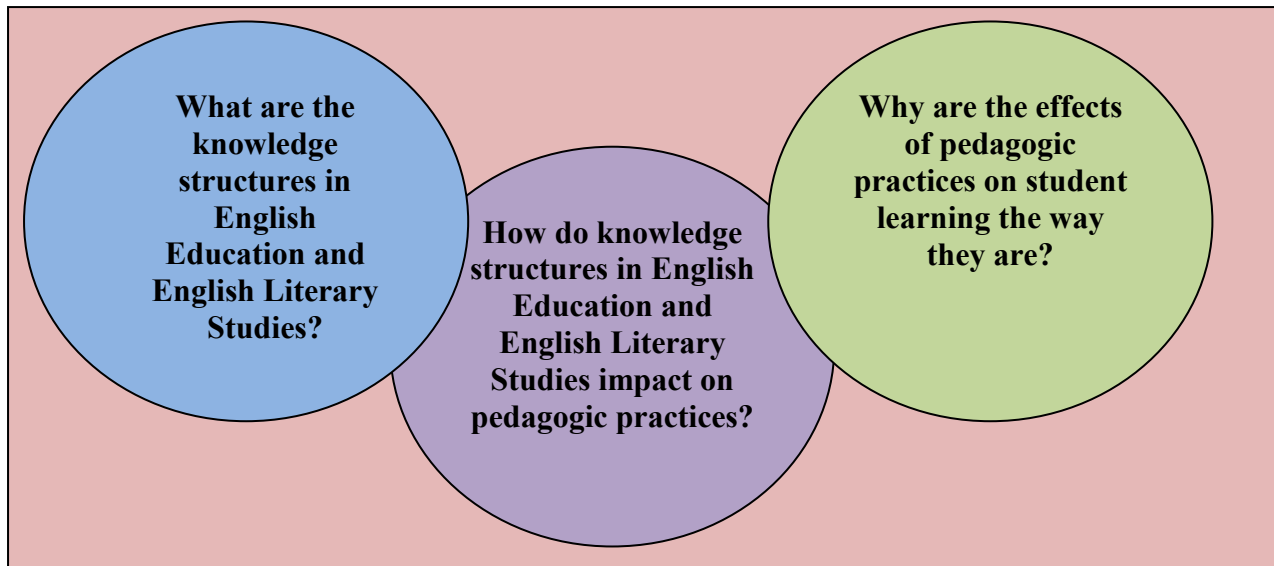 What are the
knowledge
structures in
English
Education and
English Literary
Studies?
How do knowledge
structures in English
Education and
English Literary
Studies impact on
pedagogic practices?
Why are the effects
of pedagogic
practices on student
learning the way
they are?